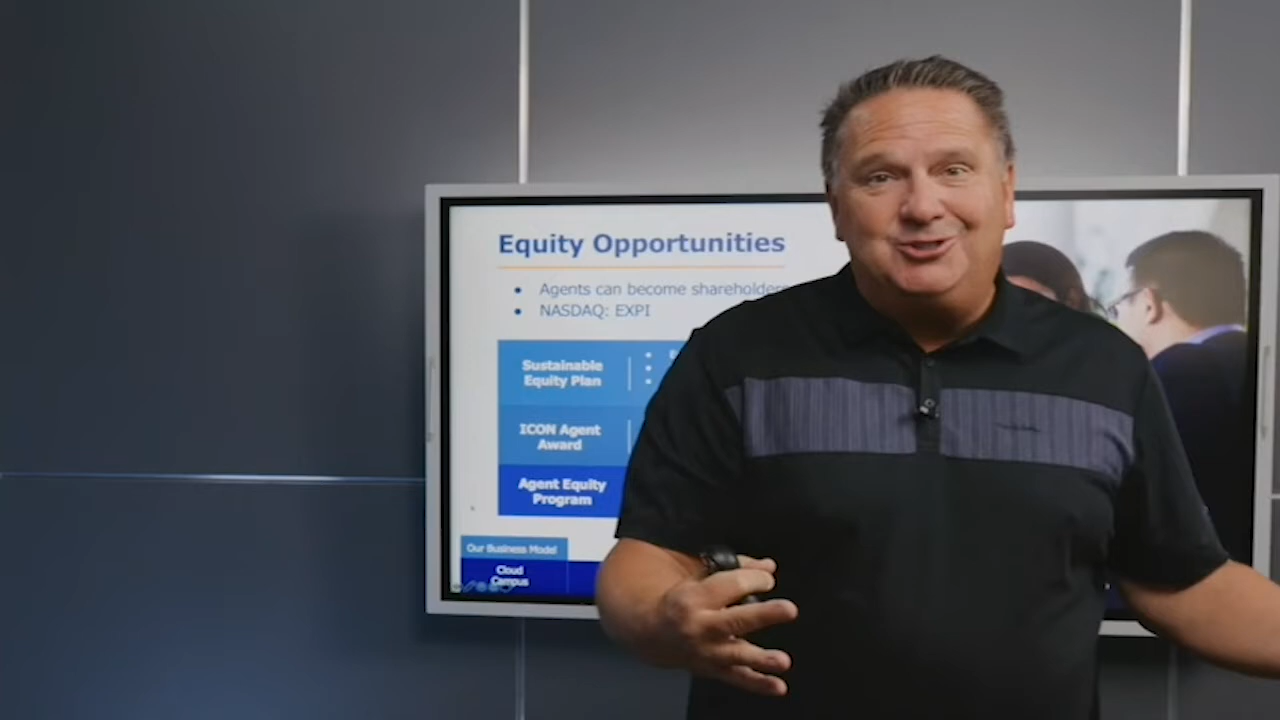 Equity Opportunities
• Agents can become shareholders
• NASDAQ: EXPI
Sustainable
Equity Plan
ICON Agent
Award
Agent Equity
Program
Our Business Model
Cloud
Campus